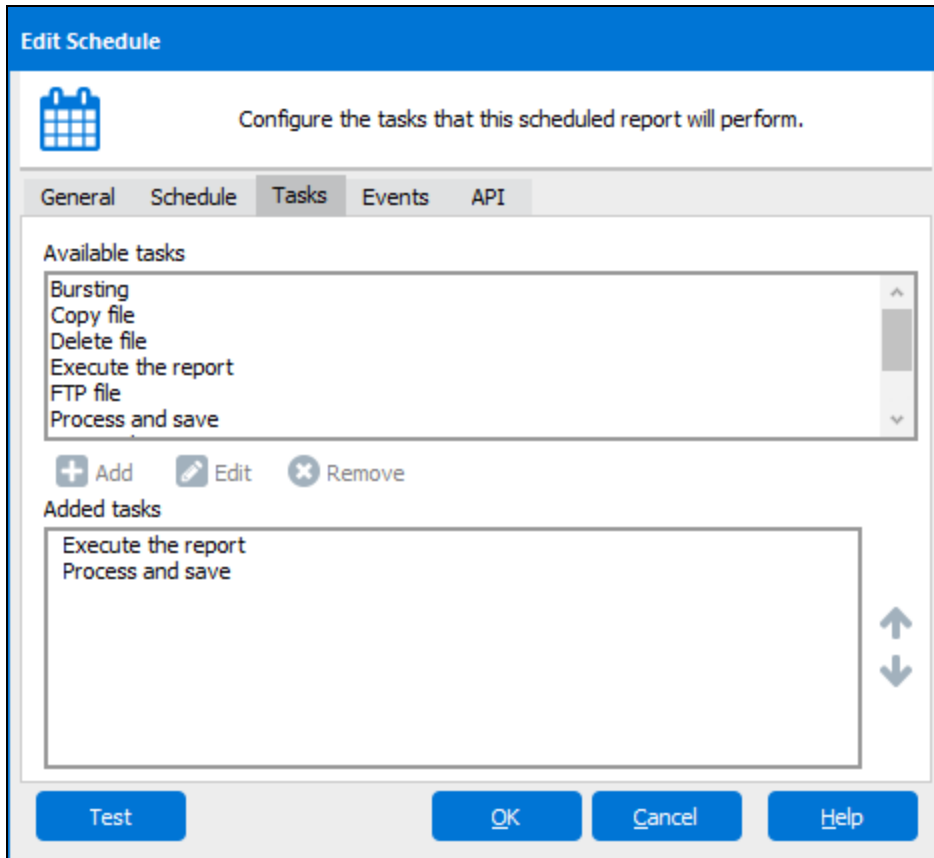 Edit Schedule
Configure the tasks that this scheduled report will perform.
General Schedule Tasks Events API
Available tasks
Bursting
Copy file
Delete file
Execute the report
FTP file
Process and save
Add Edit Remove
Added tasks
Execute the report
Process and save
Test OK Cancel Help